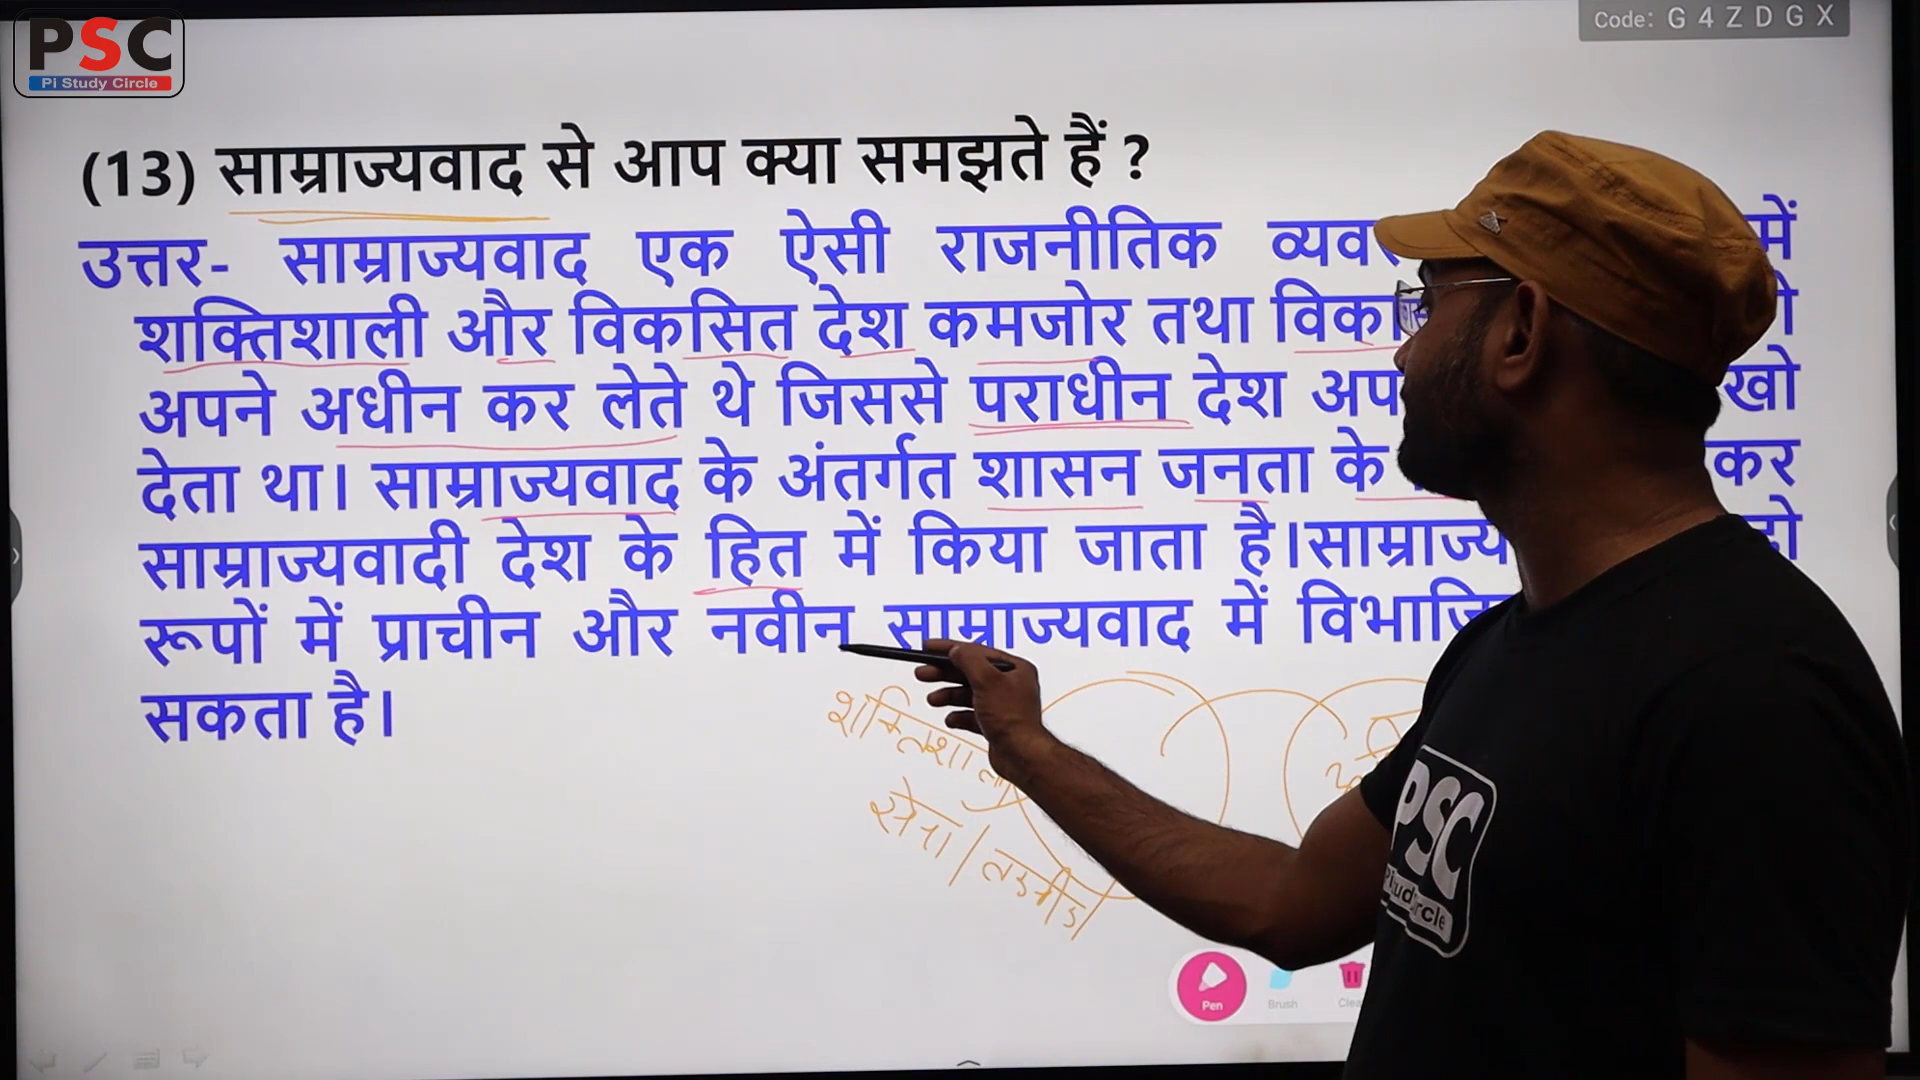 PSC
Pi Study Circle
Code: G 4 Z D G X
(13) साम्राज्यवाद से आप क्या समझते हैं ?
उत्तर- साम्राज्यवाद एक ऐसी राजनीतिक में
शक्तिशाली और विकसित देश कमजोर तथा
अपने अधीन कर लेते थे जिससे पराधीन देश खो
देता था। साम्राज्यवाद के अंतर्गत शासन जनता के कर
साम्राज्यवादी देश के हित में किया जाता है।
रूपों में प्राचीन और नवीन साम्राज्यवाद में
सकता है।
शक्तिशाली
सेना /
PSC
Pen
Brush